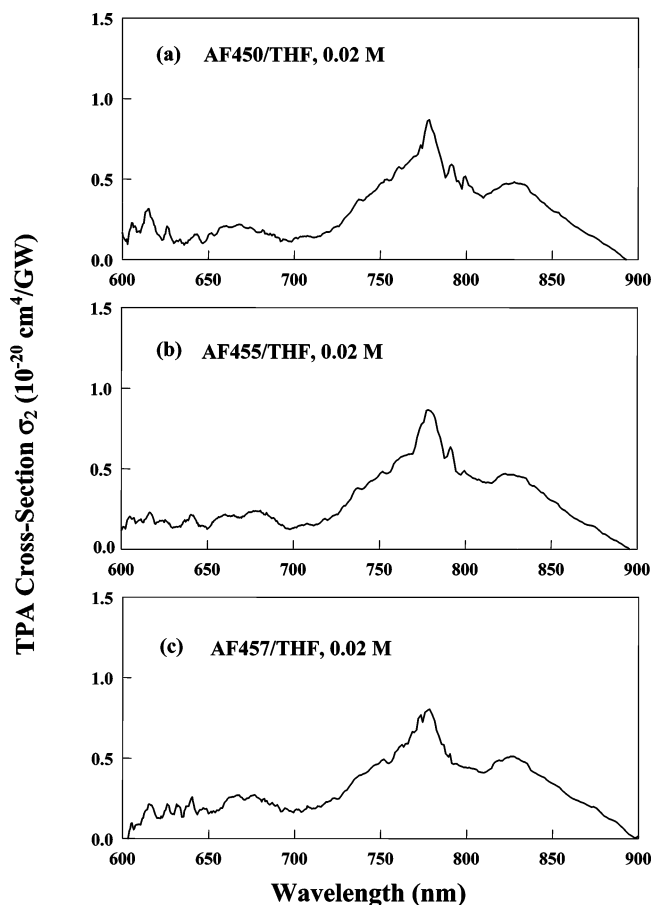 TPA Cross-Section σ₂ (10⁻²⁰ cm⁴/GW)
1.5
(a) AF450/THF, 0.02 M
1.0
0.5
0.0
600 650 700 750 800 850 900
1.5
(b) AF455/THF, 0.02 M
1.0
0.5
0.0
600 650 700 750 800 850 900
1.5
(c) AF457/THF, 0.02 M
1.0
0.5
0.0
600 650 700 750 800 850 900
Wavelength (nm)